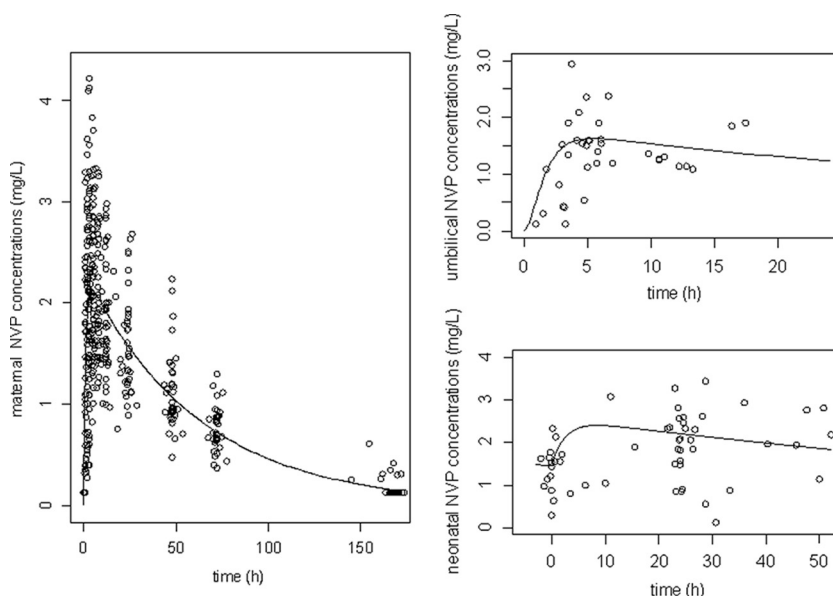 maternal NVP concentrations (mg/L)
4
3
2
1
0
0 50 100 150
time (h)
umbilical NVP concentrations (mg/L)
3.0
2.0
1.0
0.0
0 5 10 15 20
time (h)
neonatal NVP concentrations (mg/L)
4
3
2
1
0
0 10 20 30 40 50
time (h)